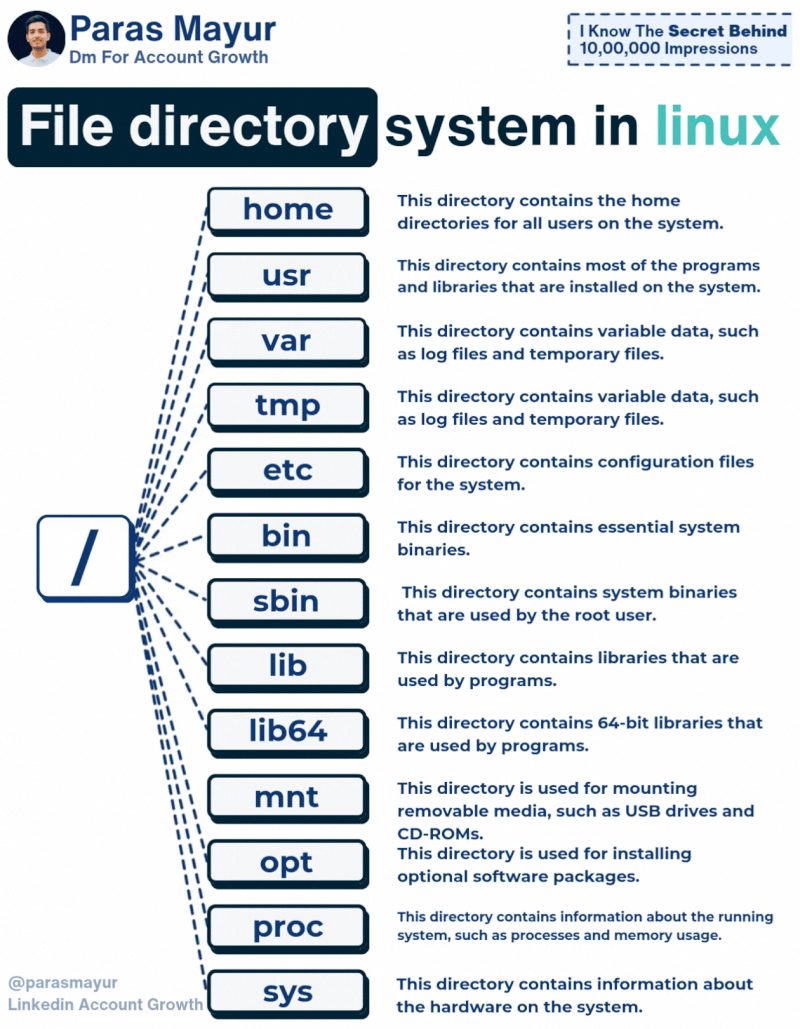 Paras Mayur
Dm For Account Growth
I Know The Secret Behind
10,00,000 Impressions
File directory system in linux
home
This directory contains the home
directories for all users on the system.
usr
This directory contains most of the programs
and libraries that are installed on the system.
var
This directory contains variable data, such
as log files and temporary files.
tmp
This directory contains variable data, such
as log files and temporary files.
etc
This directory contains configuration files
for the system.
/
bin
This directory contains essential system
binaries.
sbin
This directory contains system binaries
that are used by the root user.
lib
This directory contains libraries that are
used by programs.
lib64
This directory contains 64-bit libraries that
are used by programs.
mnt
This directory is used for mounting
removable media, such as USB drives and
CD-ROMs.
opt
This directory is used for installing
optional software packages.
proc
This directory contains information about the running
system, such as processes and memory usage.
sys
This directory contains information about
the hardware on the system.
@parasmayur
Linkedin Account Growth